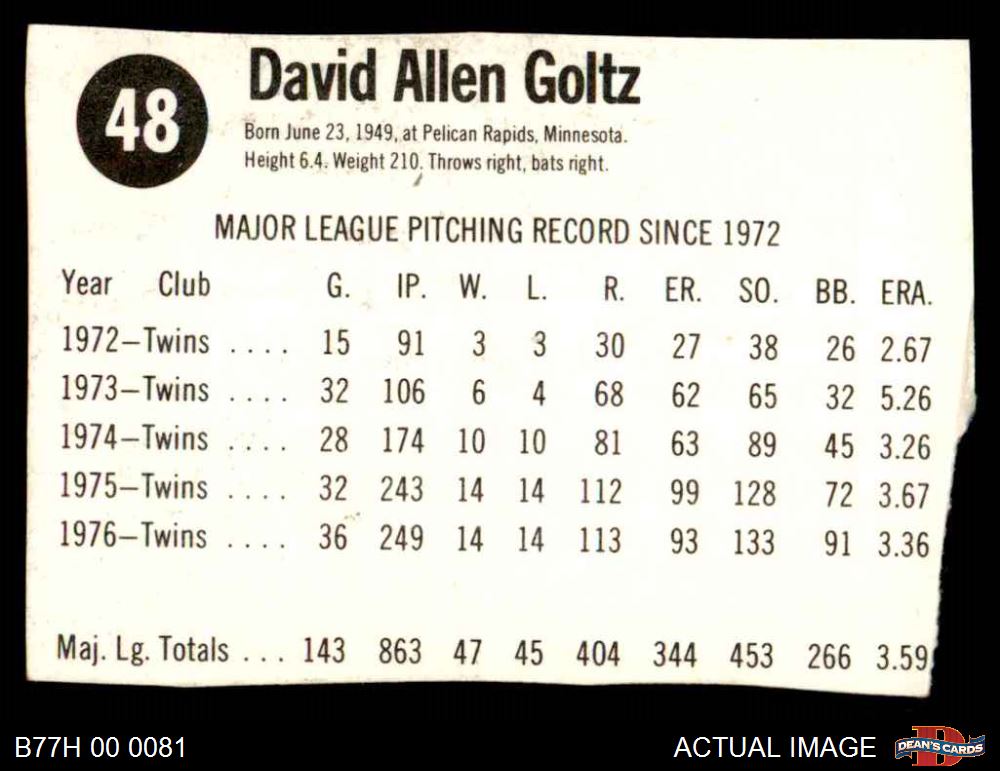 48
David Allen Goltz
Born June 23, 1949, at Pelican Rapids, Minnesota.
Height 6.4. Weight 210. Throws right, bats right.
MAJOR LEAGUE PITCHING RECORD SINCE 1972
Year Club G. IP. W. L. R. ER. SO. BB. ERA.
1972—Twins .... 15 91 3 3 30 27 38 26 2.67
1973—Twins .... 32 106 6 4 68 62 65 32 5.26
1974—Twins .... 28 174 10 10 81 63 89 45 3.26
1975—Twins .... 32 243 14 14 112 99 128 72 3.67
1976—Twins .... 36 249 14 14 113 93 133 91 3.36
Maj. Lg. Totals ... 143 863 47 45 404 344 453 266 3.59
B77H 00 0081 ACTUAL IMAGE
D
DEAN'S CARDS